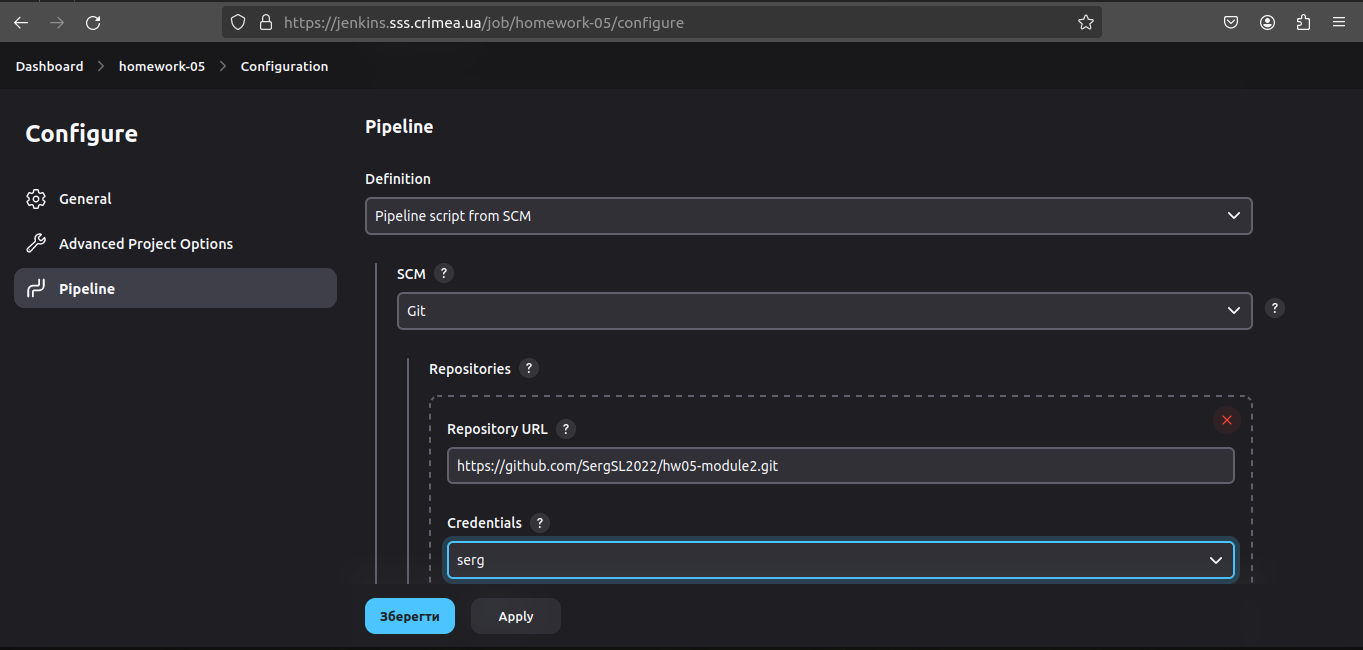 https://jenkins.sss.crimea.ua/job/homework-05/configure
Dashboard > homework-05 > Configuration
Configure
General
Advanced Project Options
Pipeline
Pipeline
Definition
Pipeline script from SCM
SCM ?
Git
?
Repositories ?
Repository URL ?
https://github.com/SergSL2022/hw05-module2.git
Credentials ?
serg
Зберегти
Apply